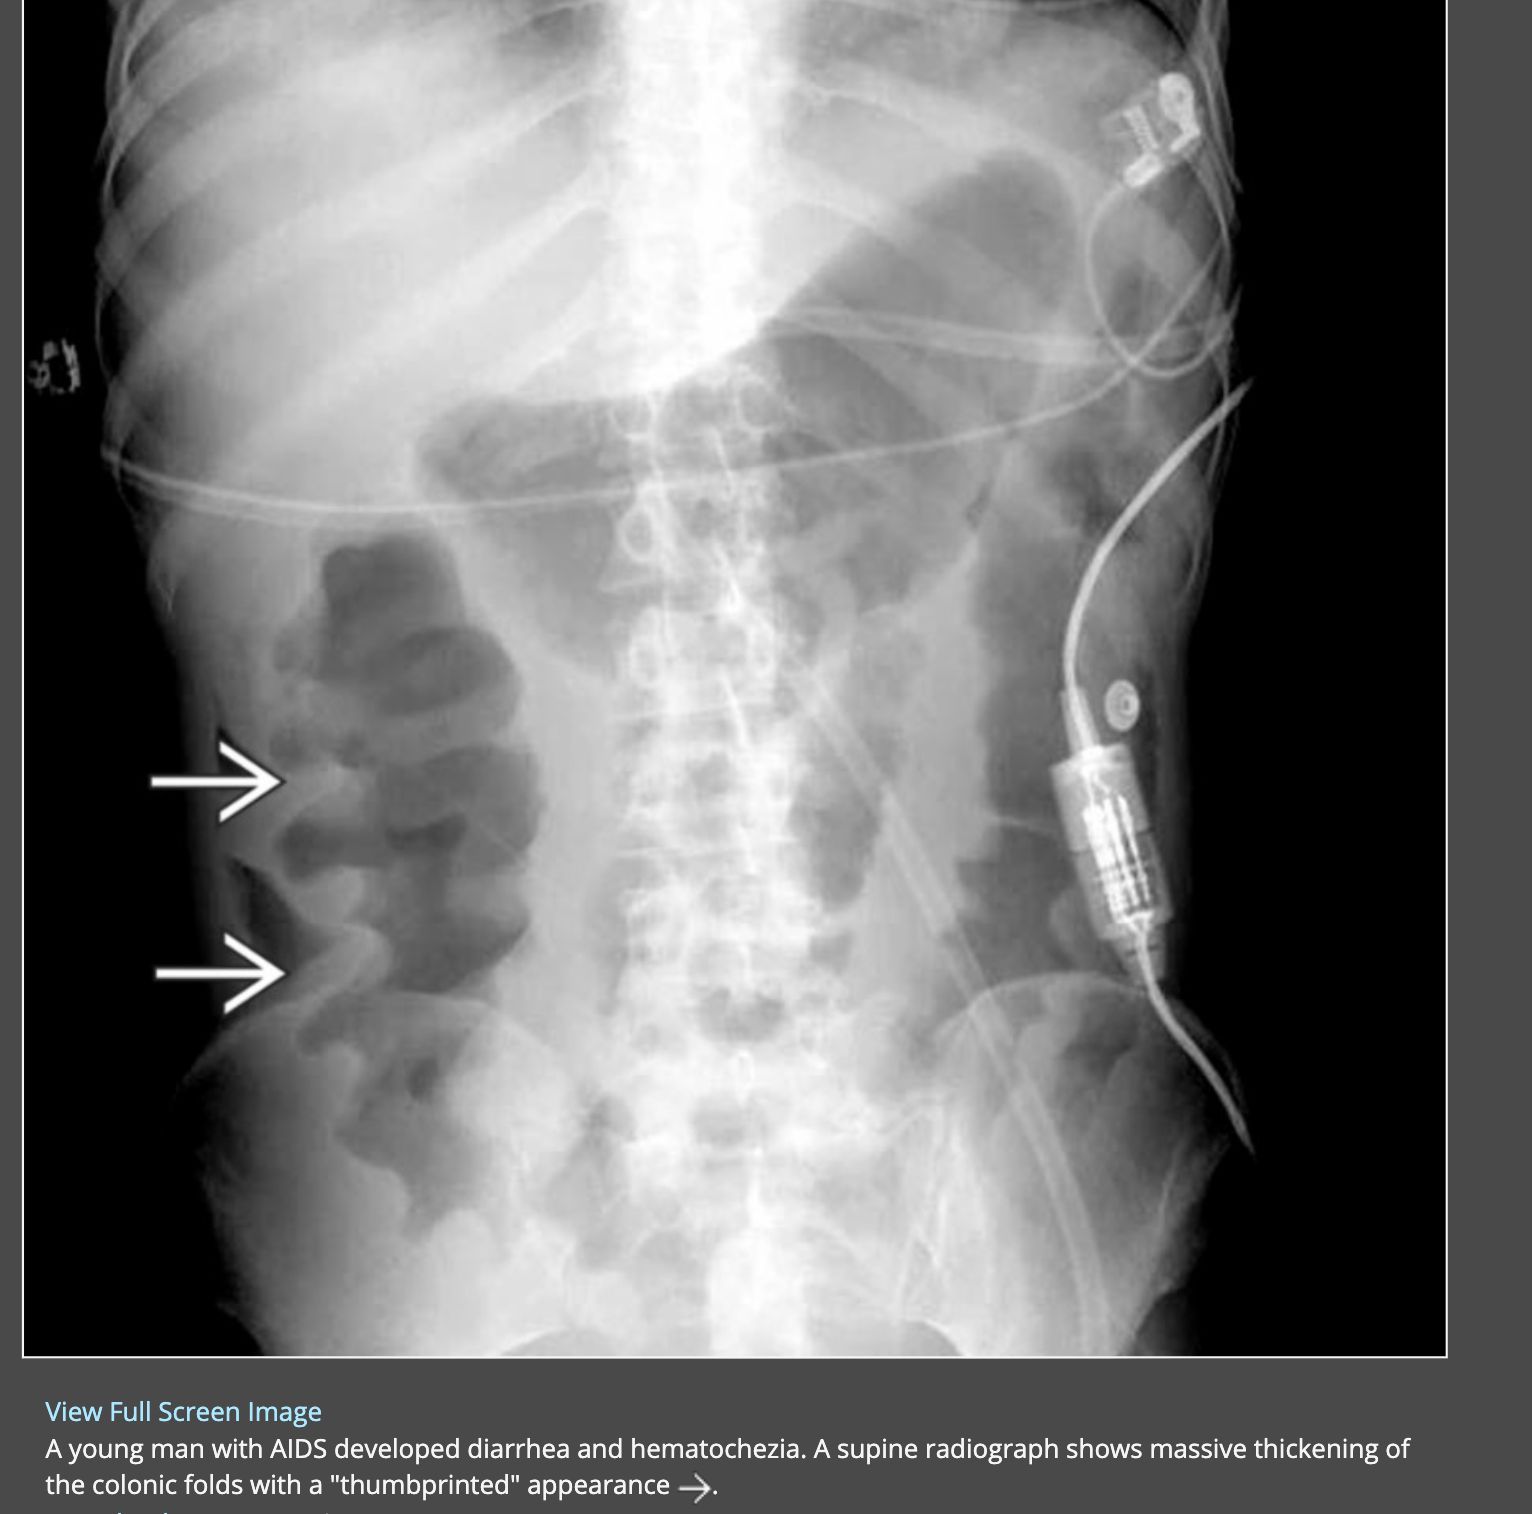 View Full Screen Image
A young man with AIDS developed diarrhea and hematochezia. A supine radiograph shows massive thickening of
the colonic folds with a "thumbprinted" appearance →.